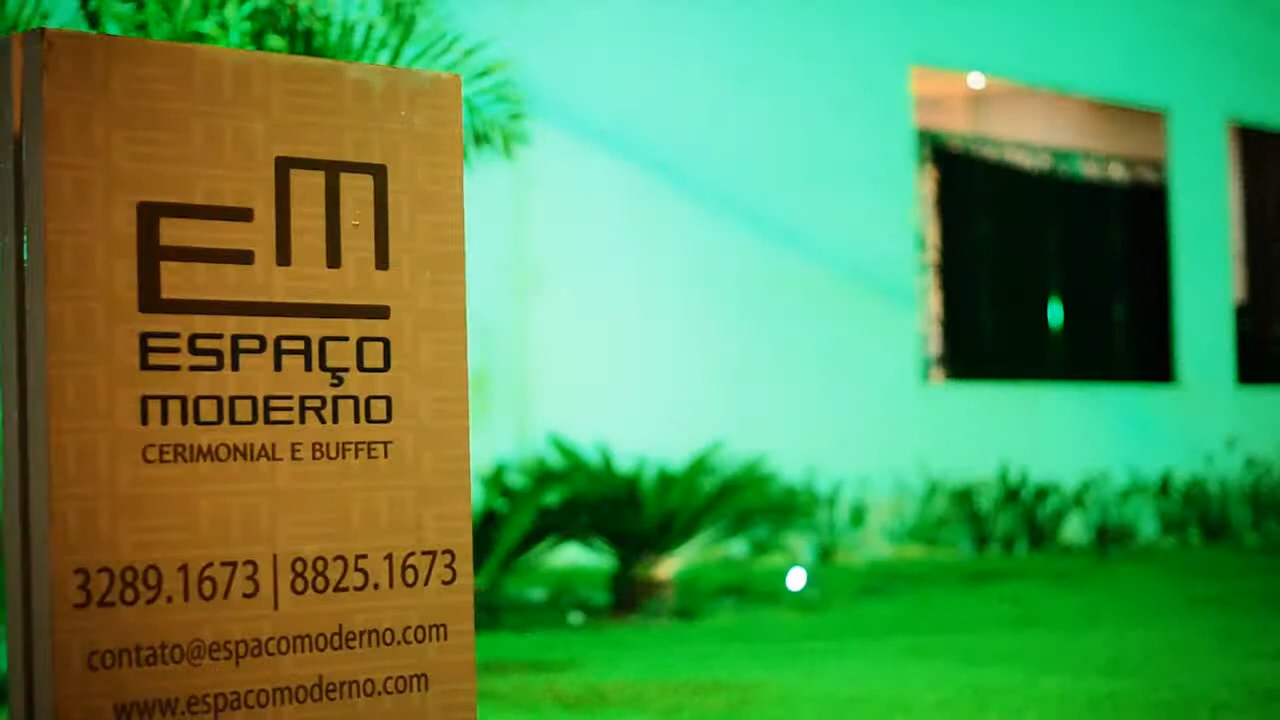 EM
ESPAÇO
MODERNO
CERIMONIAL E BUFFET
3289.1673 | 8825.1673
contato@espacomoderno.com
www.espacomoderno.com